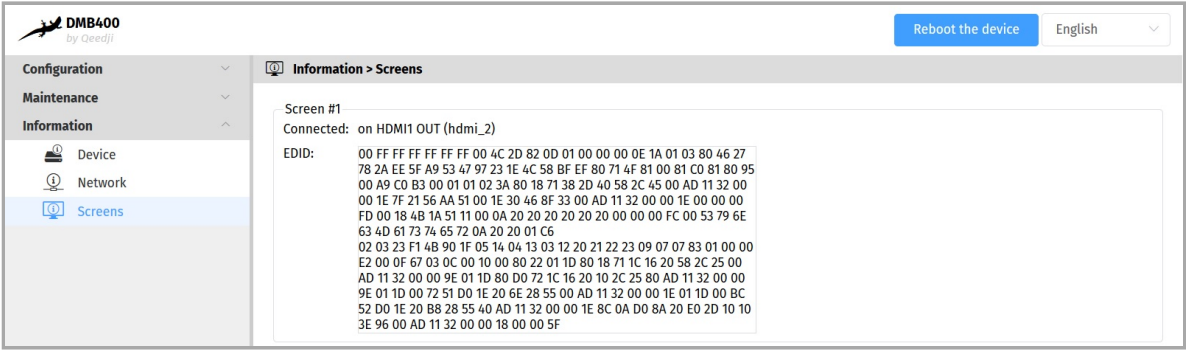 DMB400
by Qeedji
Reboot the device
English
Configuration
Maintenance
Information
Device
Network
Screens
Information > Screens
Screen #1
Connected: on HDMI1 OUT (hdmi_2)
EDID:
00 FF FF FF FF FF FF 00 4C 2D 82 0D 01 00 00 00 0E 1A 01 03 80 46 27
78 2A EE 5F A9 53 47 97 23 1E 4C 58 BF EF 80 71 4F 81 00 81 C0 81 80 95
00 A9 C0 B3 00 01 01 02 3A 80 18 71 38 2D 40 58 2C 45 00 AD 11 32 00
00 1E 7F 21 56 AA 51 00 1E 30 46 8F 33 00 AD 11 32 00 00 1E 00 00 00
FD 00 18 4B 1A 51 11 00 0A 20 20 20 20 20 20 00 00 00 FC 00 53 79 6E
63 4D 61 73 74 65 72 0A 20 20 01 C6
02 03 23 F1 4B 90 1F 05 14 04 13 03 12 20 21 22 23 09 07 07 83 01 00 00
E2 00 0F 67 03 0C 00 10 00 80 22 01 1D 80 18 71 1C 16 20 58 2C 25 00
AD 11 32 00 00 9E 01 1D 80 D0 72 1C 16 20 10 2C 25 80 AD 11 32 00 00
9E 01 1D 00 72 51 D0 1E 20 6E 28 55 00 AD 11 32 00 00 1E 01 1D 00 BC
52 D0 1E 20 B8 28 55 40 AD 11 32 00 00 1E 8C 0A D0 8A 20 E0 2D 10 10
3E 96 00 AD 11 32 00 00 18 00 00 5F